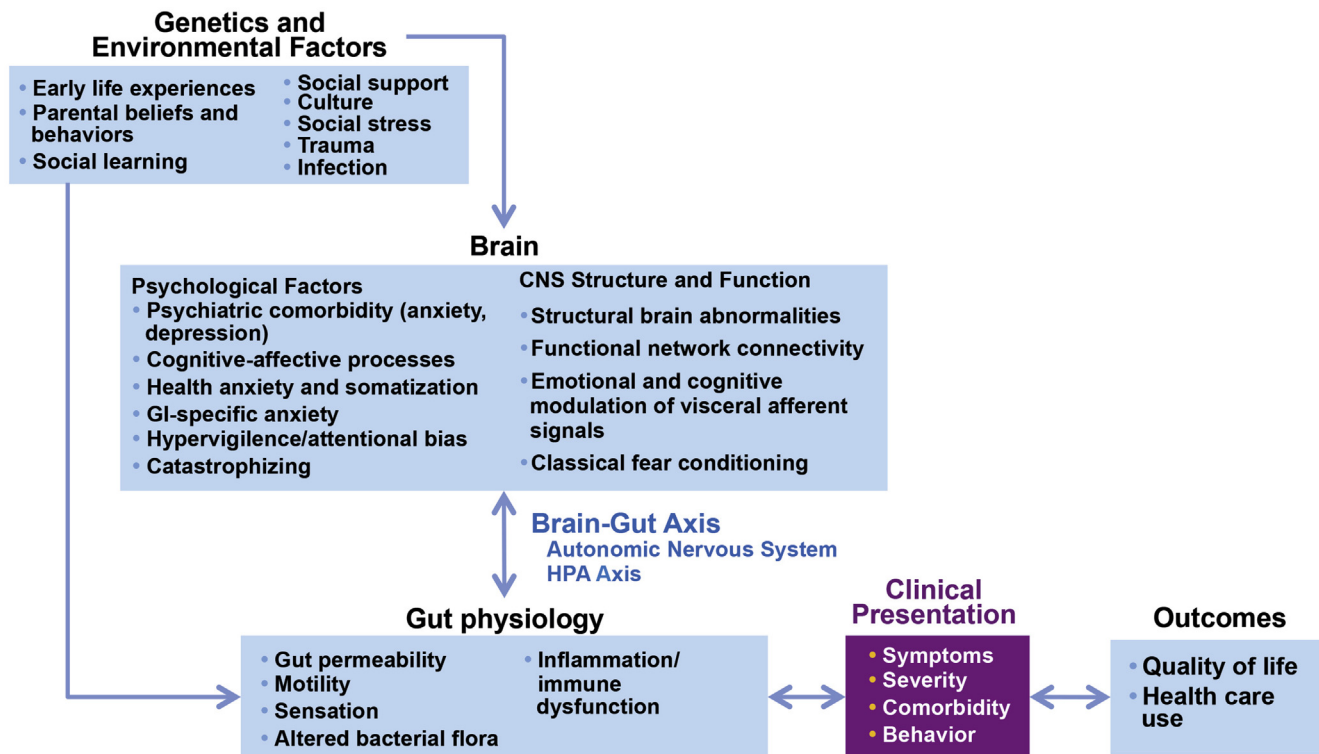 Genetics and
Environmental Factors
• Early life experiences
• Parental beliefs and
behaviors
• Social learning
• Social support
• Culture
• Social stress
• Trauma
• Infection
Brain
Psychological Factors
• Psychiatric comorbidity (anxiety,
depression)
• Cognitive-affective processes
• Health anxiety and somatization
• GI-specific anxiety
• Hypervigilence/attentional bias
• Catastrophizing
CNS Structure and Function
• Structural brain abnormalities
• Functional network connectivity
• Emotional and cognitive
modulation of visceral afferent
signals
• Classical fear conditioning
Brain-Gut Axis
Autonomic Nervous System
HPA Axis
Gut physiology
• Gut permeability
• Motility
• Sensation
• Altered bacterial flora
• Inflammation/
immune
dysfunction
Clinical
Presentation
• Symptoms
• Severity
• Comorbidity
• Behavior
Outcomes
• Quality of life
• Health care
use